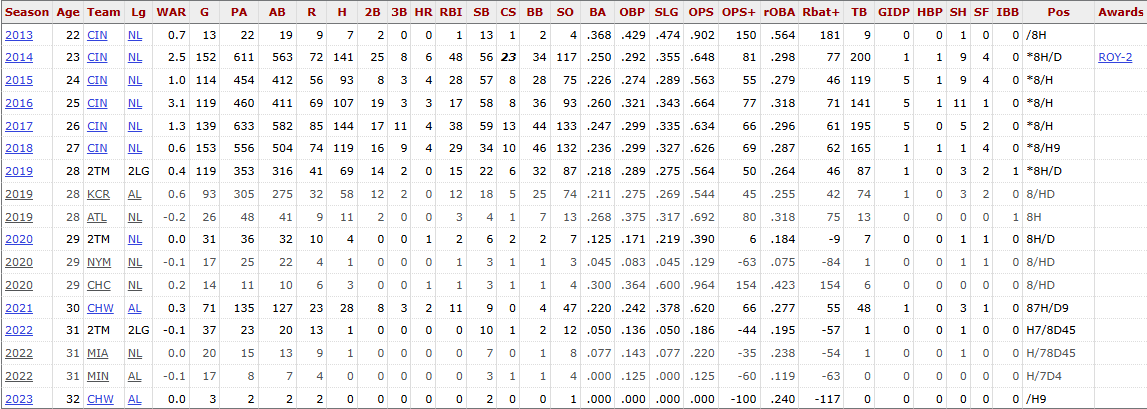 Season Age Team Lg WAR G PA AB R H 2B 3B HR RBI SB CS BB SO BA OBP SLG OPS OPS+ rOBA Rbat+ TB GIDP HBP SH SF IBB Pos Awards
2013 22 CIN NL 0.7 13 22 19 9 7 2 0 0 1 13 1 2 4 .368 .429 .474 .902 150 .564 181 9 0 0 1 0 0 /8H
2014 23 CIN NL 2.5 152 611 563 72 141 25 8 6 48 56 23 34 117 .250 .292 .355 .648 81 .298 77 200 1 1 9 4 0 *8H/D ROY-2
2015 24 CIN NL 1.0 114 454 412 56 93 8 3 4 28 57 8 28 75 .226 .274 .289 .563 55 .279 46 119 5 1 9 4 0 *8/H
2016 25 CIN NL 3.1 119 460 411 69 107 19 3 3 17 58 8 36 93 .260 .321 .343 .664 77 .318 71 141 5 1 11 1 0 *8/H
2017 26 CIN NL 1.3 139 633 582 85 144 17 11 4 38 59 13 44 133 .247 .299 .335 .634 66 .296 61 195 5 0 5 2 0 *8/H
2018 27 CIN NL 0.6 153 556 504 74 119 16 9 4 29 34 10 46 132 .236 .299 .327 .626 69 .287 62 165 1 1 1 4 0 *8/H9
2019 28 2TM 2LG 0.4 119 353 316 41 69 14 2 0 15 22 6 32 87 .218 .289 .275 .564 50 .264 46 87 1 0 3 2 1 *8H/D
2019 28 KCR AL 0.6 93 305 275 32 58 12 2 0 12 18 5 25 74 .211 .275 .269 .544 45 .255 42 74 1 0 3 2 0 8/HD
2019 28 ATL NL -0.2 26 48 41 9 11 2 0 0 3 4 1 7 13 .268 .375 .317 .692 80 .318 75 13 0 0 0 0 1 8H
2020 29 2TM NL 0.0 31 36 32 10 4 0 0 1 2 6 2 2 7 .125 .171 .219 .390 6 .184 -9 7 0 0 1 1 0 8H/D
2020 29 NYM NL -0.1 17 25 22 4 1 0 0 0 1 3 1 1 3 .045 .083 .045 .129 -63 .075 -84 1 0 0 1 1 0 8/HD
2020 29 CHC NL 0.2 14 11 10 6 3 0 0 1 1 3 1 1 4 .300 .364 .600 .964 154 .423 154 6 0 0 0 0 0 8/HD
2021 30 CHW AL 0.3 71 135 127 23 28 8 3 2 11 9 0 4 47 .220 .242 .378 .620 66 .277 55 48 1 0 3 1 0 87H/D9
2022 31 2TM 2LG -0.1 37 23 20 13 1 0 0 0 0 10 1 2 12 .050 .136 .050 .186 -44 .195 -57 1 0 0 1 0 0 H7/8D45
2022 31 MIA NL 0.0 20 15 13 9 1 0 0 0 0 7 0 1 8 .077 .143 .077 .220 -35 .238 -54 1 0 0 1 0 0 H/78D45
2022 31 MIN AL -0.1 17 8 7 4 0 0 0 0 0 3 1 1 4 .000 .125 .000 .125 -60 .119 -63 0 0 0 0 0 0 H/7D4
2023 32 CHW AL 0.0 3 2 2 2 0 0 0 0 0 2 0 0 1 .000 .000 .000 .000 -100 .240 -117 0 0 0 0 0 0 /H9